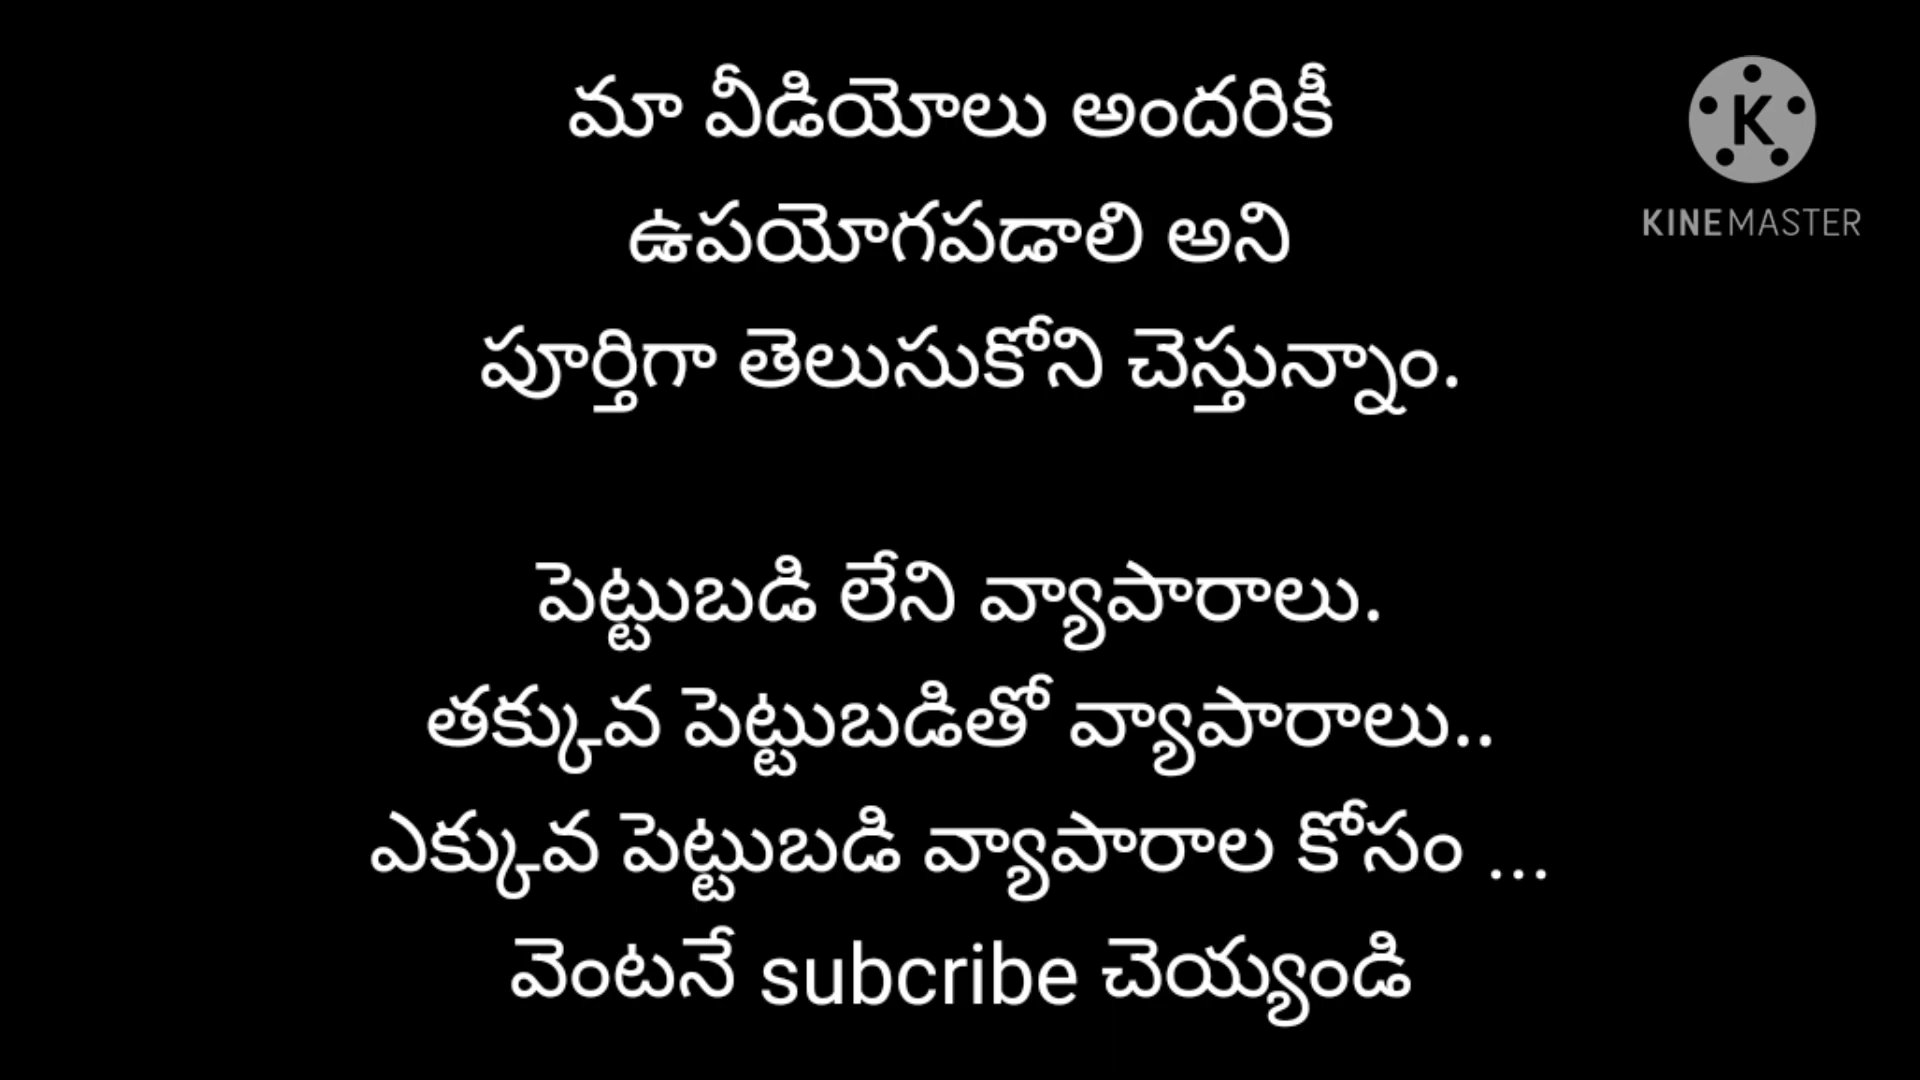 మా వీడియోలు అందరికీ
ఉపయోగపడాలి అని
పూర్తిగా తెలుసుకోని చెస్తున్నాం.
పెట్టుబడి లేని వ్యాపారాలు.
తక్కువ పెట్టుబడితో వ్యాపారాలు..
ఎక్కువ పెట్టుబడి వ్యాపారాల కోసం ...
వెంటనే subcribe చెయ్యండి
K
KINEMASTER